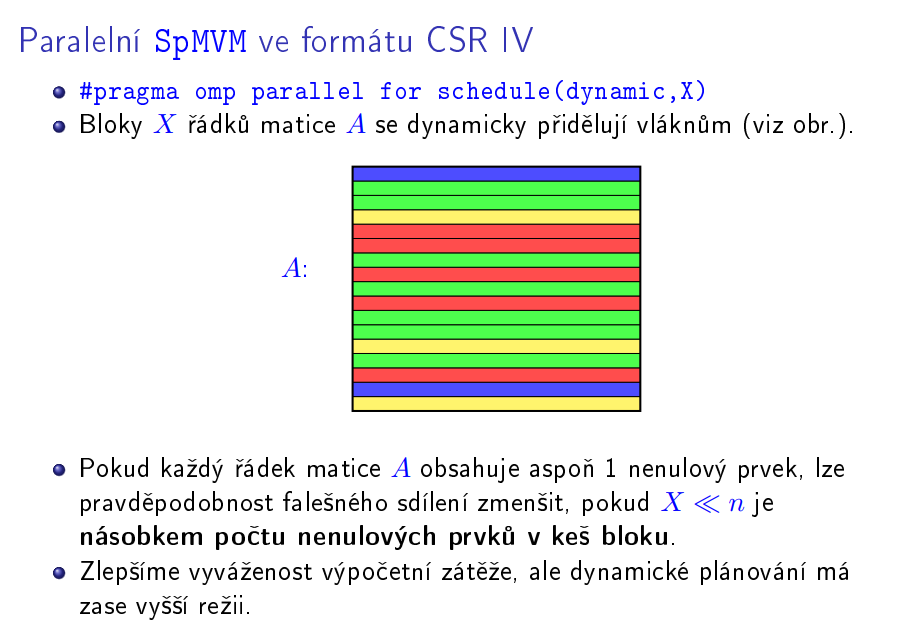 Paralelní SpMVM ve formátu CSR IV
#pragma omp parallel for schedule(dynamic,X)
Bloky X řádků matice A se dynamicky přidělují vláknům (viz obr.).
A:
Pokud každý řádek matice A obsahuje aspoň 1 nenulový prvek, lze
pravděpodobnost falešného sdílení zmenšit, pokud X ≪ n je
násobkem počtu nenulových prvků v keš bloku.
Zlepšíme vyváženost výpočetní zátěže, ale dynamické plánování má
zase vyšší režii.